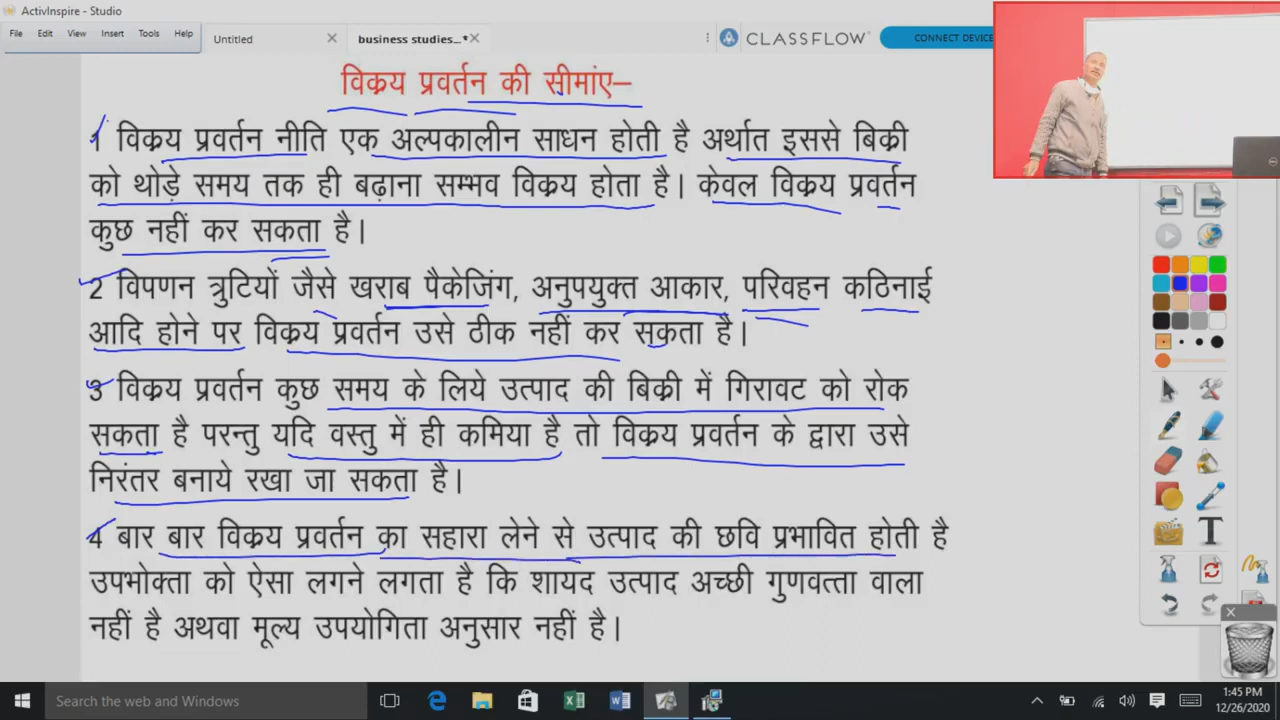 ActivInspire - Studio
File Edit View Insert Tools Help
Untitled
business studies...*
CLASSFLOW
CONNECT DEVICE
विक्रय प्रवर्तन की सीमांए–
1 विक्रय प्रवर्तन नीति एक अल्पकालीन साधन होती है अर्थात इससे बिक्री
को थोड़े समय तक ही बढ़ाना सम्भव विक्रय होता है। केवल विक्रय प्रवर्तन
कुछ नहीं कर सकता है।
2 विपणन त्रुटियों जैसे खराब पैकेजिंग, अनुपयुक्त आकार, परिवहन कठिनाई
आदि होने पर विक्रय प्रवर्तन उसे ठीक नहीं कर सकता है।
3 विक्रय प्रवर्तन कुछ समय के लिये उत्पाद की बिक्री में गिरावट को रोक
सकता है परन्तु यदि वस्तु में ही कमिया है तो विक्रय प्रवर्तन के द्वारा उसे
निरंतर बनाये रखा जा सकता है।
4 बार बार विक्रय प्रवर्तन का सहारा लेने से उत्पाद की छवि प्रभावित होती है
उपभोक्ता को ऐसा लगने लगता है कि शायद उत्पाद अच्छी गुणवत्ता वाला
नहीं है अथवा मूल्य उपयोगिता अनुसार नहीं है।
Search the web and Windows
1:45 PM
12/26/2020